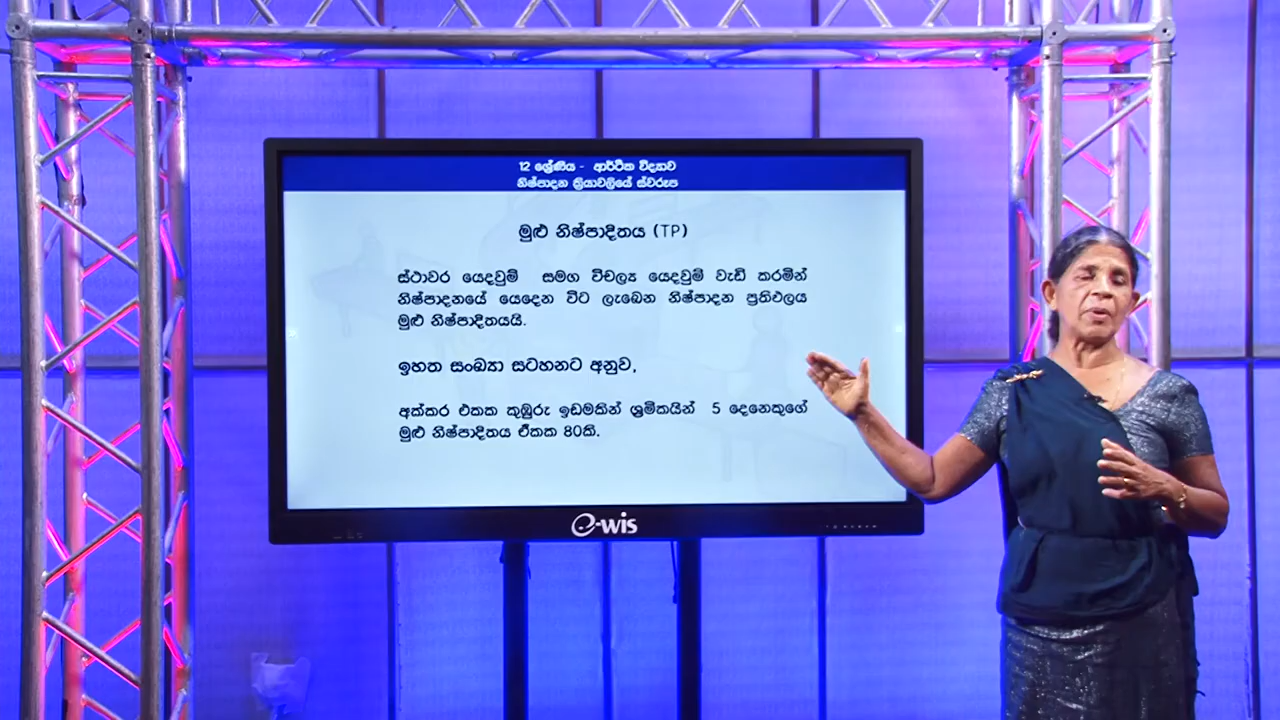 12 ශ්‍රේණිය - ආර්ථික විද්‍යාව
නිෂ්පාදන ක්‍රියාවලියේ ස්වරූප
මුළු නිෂ්පාදිතය (TP)
ස්ථාවර යෙදවුම් සමග විචල්‍ය යෙදවුම් වැඩි කරමින්
නිෂ්පාදනයේ යෙදෙන විට ලැබෙන නිෂ්පාදන ප්‍රතිඵලය
මුළු නිෂ්පාදිතයයි.
ඉහත සංඛ්‍යා සටහනට අනුව,
අක්කර එකක කුඹුරු ඉඩමකින් ශ්‍රමිකයින් 5 දෙනෙකුගේ
මුළු නිෂ්පාදිතය ඒකක 80කි.
e-wis